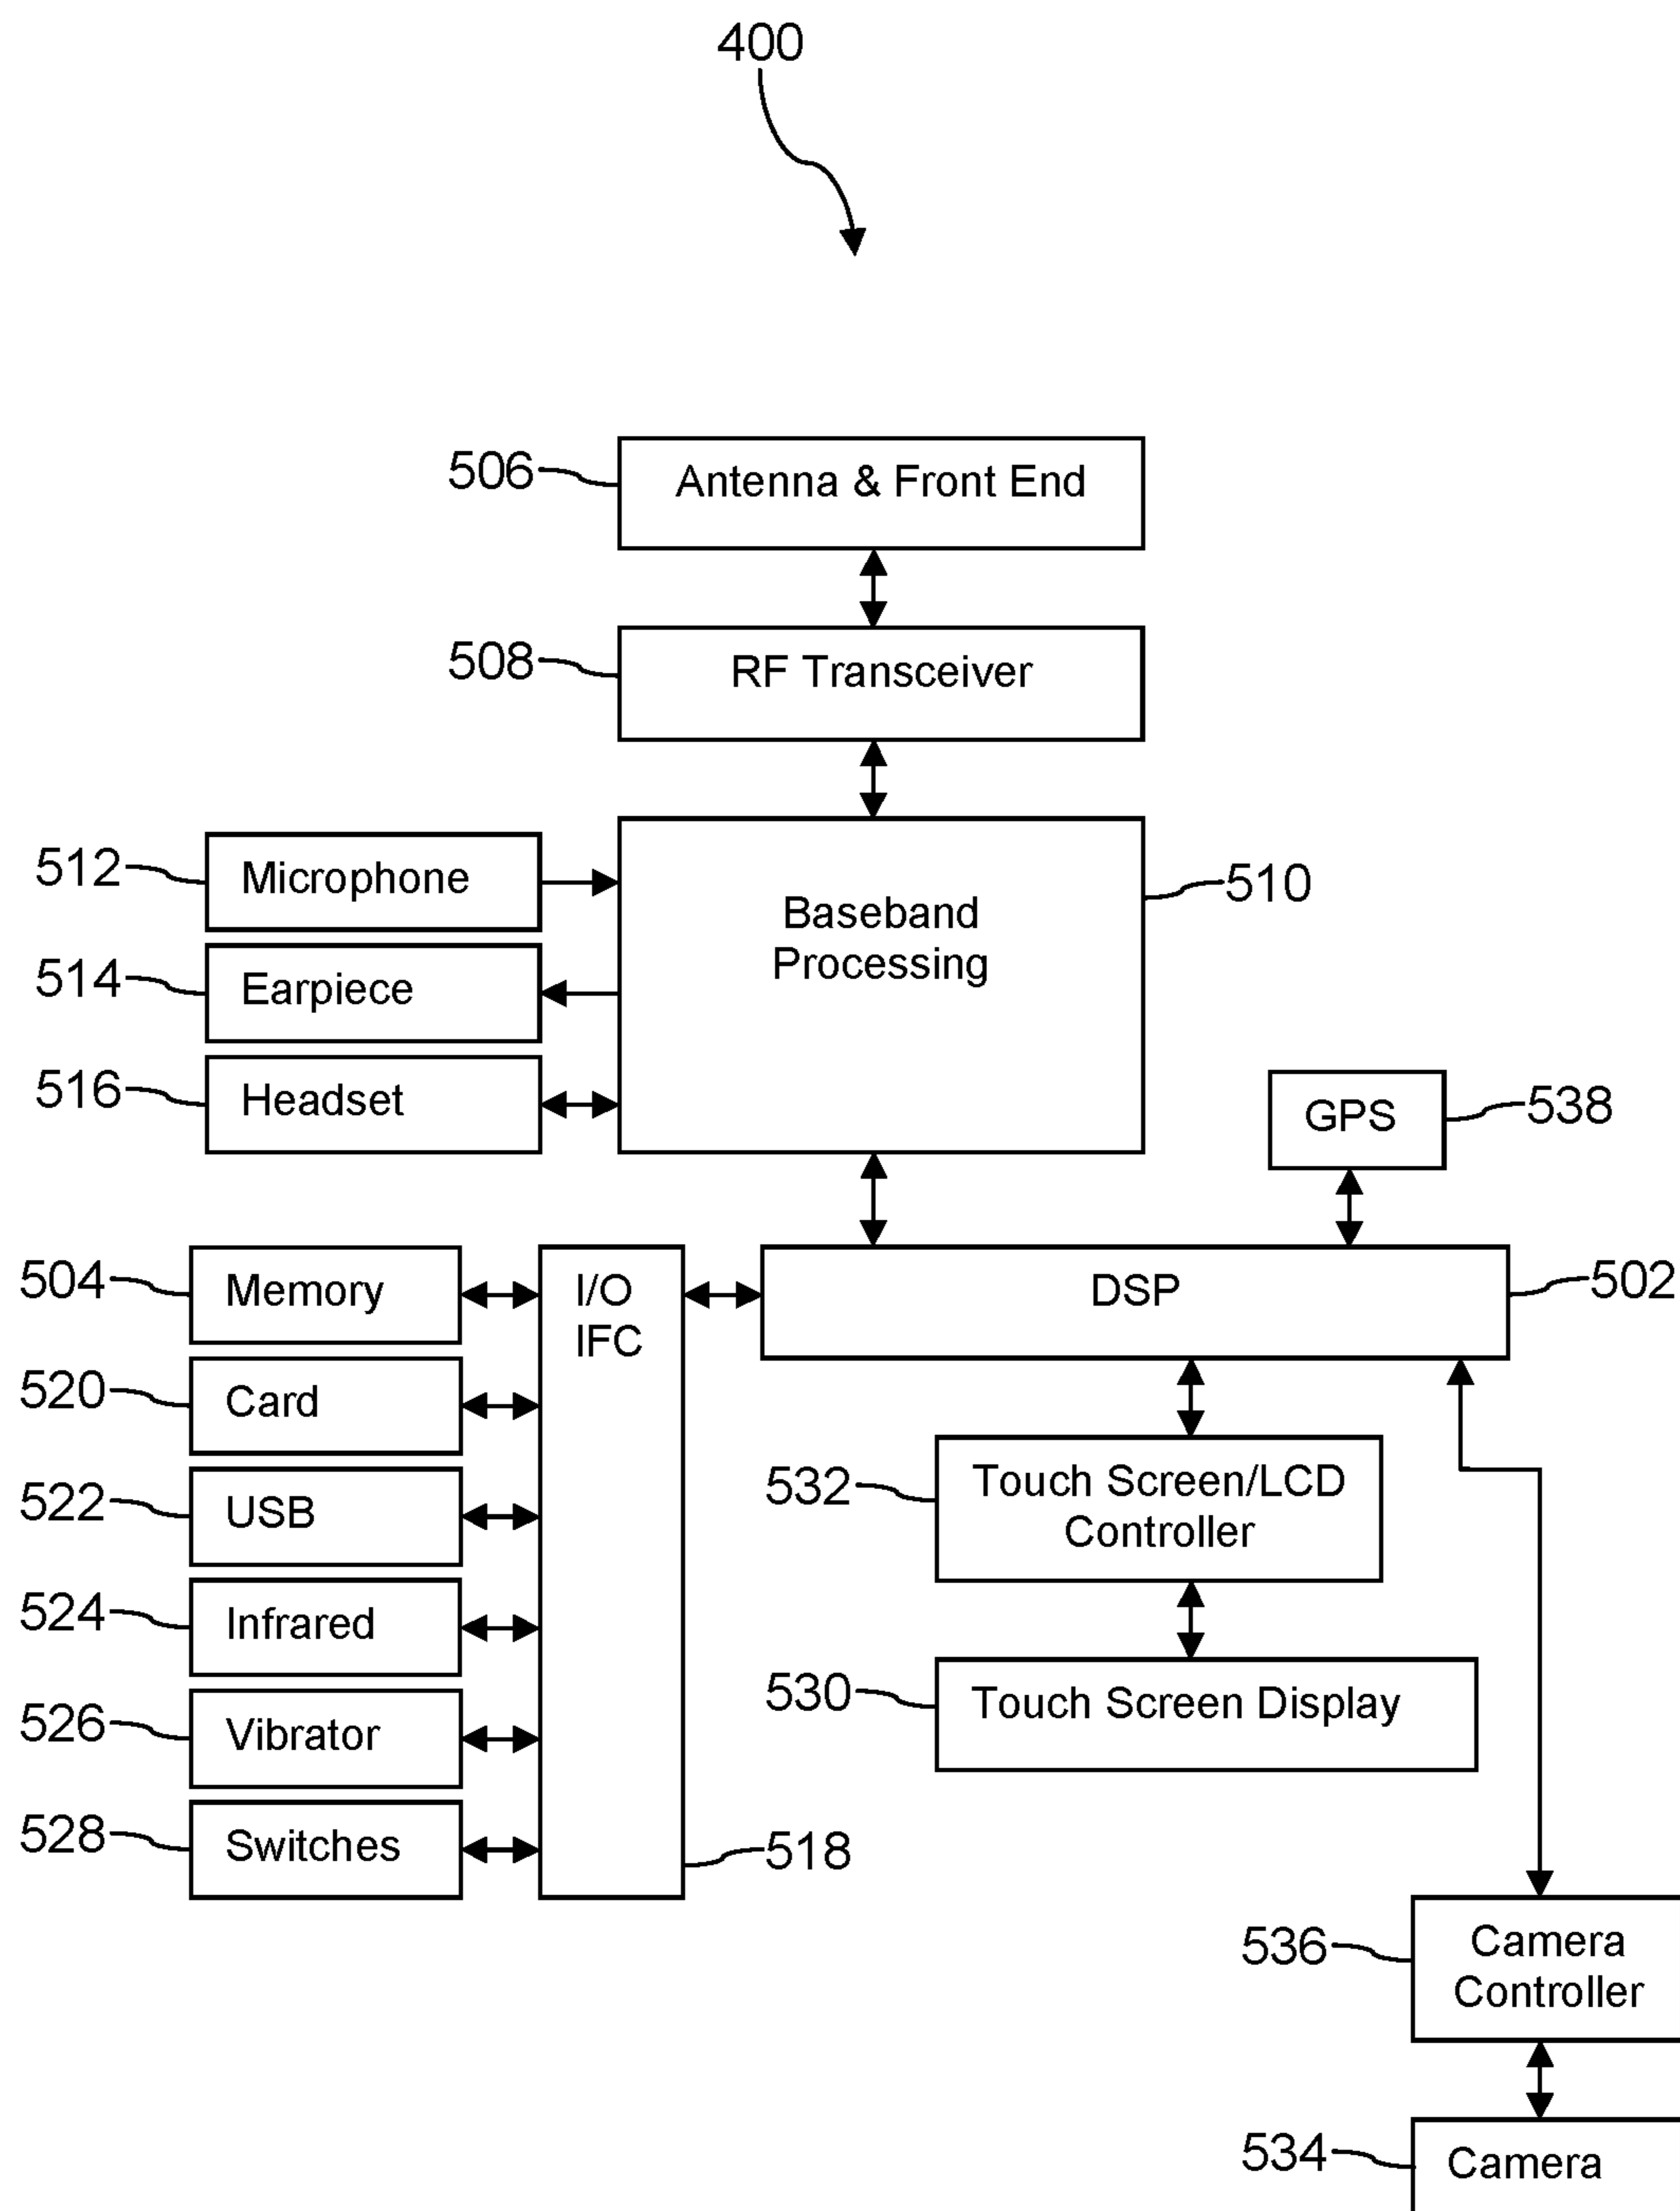 400
506
Antenna & Front End
508
RF Transceiver
512
Microphone
510
Baseband
Processing
514
Earpiece
516
Headset
GPS
538
504
Memory
I/O
IFC
DSP
502
520
Card
522
USB
532
Touch Screen/LCD
Controller
524
Infrared
530
Touch Screen Display
526
Vibrator
528
Switches
518
536
Camera
Controller
534
Camera